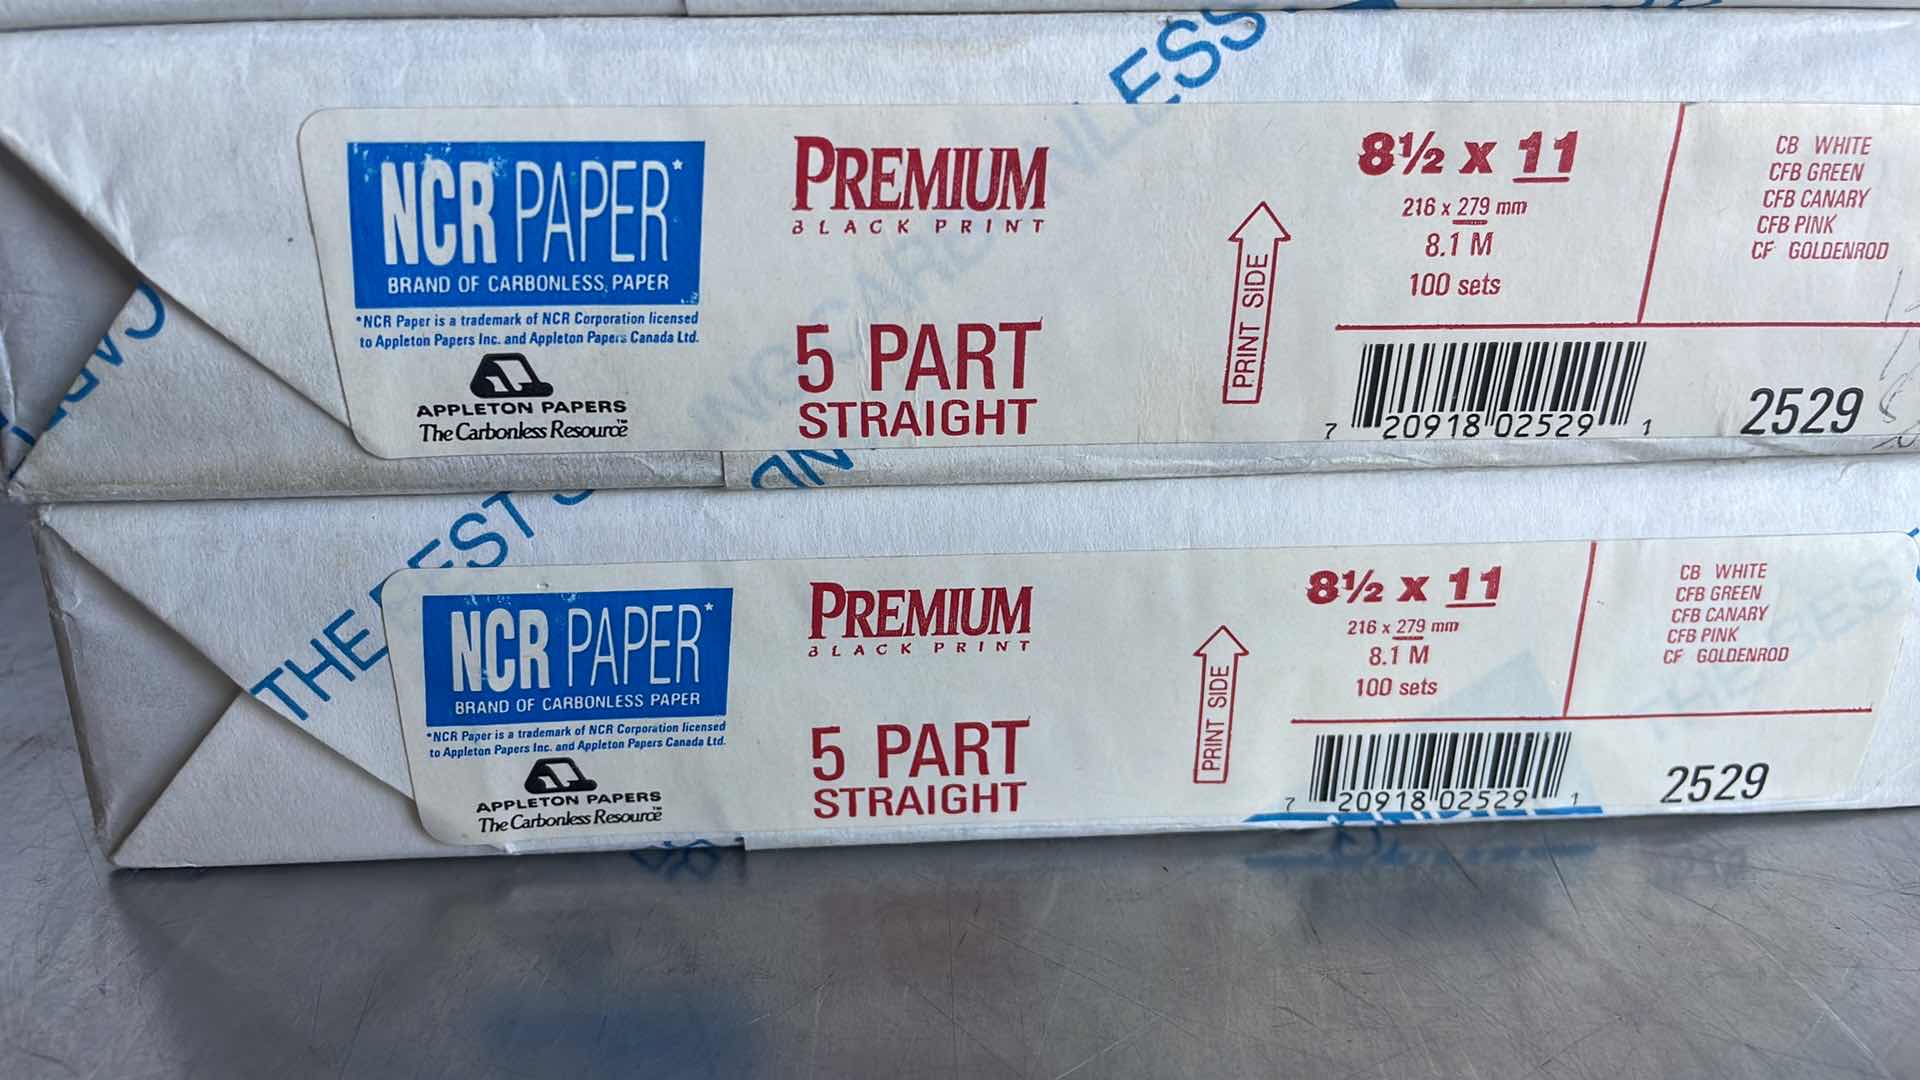 NCR PAPER*
BRAND OF CARBONLESS PAPER
*NCR Paper is a trademark of NCR Corporation licensed
to Appleton Papers Inc. and Appleton Papers Canada Ltd.
APPLETON PAPERS
The Carbonless Resource™
PREMIUM
BLACK PRINT
5 PART
STRAIGHT
PRINT SIDE
8½ x 11
216 x 279 mm
8.1 M
100 sets
CB WHITE
CFB GREEN
CFB CANARY
CFB PINK
CF GOLDENROD
7 20918 02529 1
2529
THE BEST
NCR PAPER*
BRAND OF CARBONLESS PAPER
*NCR Paper is a trademark of NCR Corporation licensed
to Appleton Papers Inc. and Appleton Papers Canada Ltd.
APPLETON PAPERS
The Carbonless Resource™
PREMIUM
BLACK PRINT
5 PART
STRAIGHT
PRINT SIDE
8½ x 11
216 x 279 mm
8.1 M
100 sets
CB WHITE
CFB GREEN
CFB CANARY
CFB PINK
CF GOLDENROD
7 20918 02529 1
2529